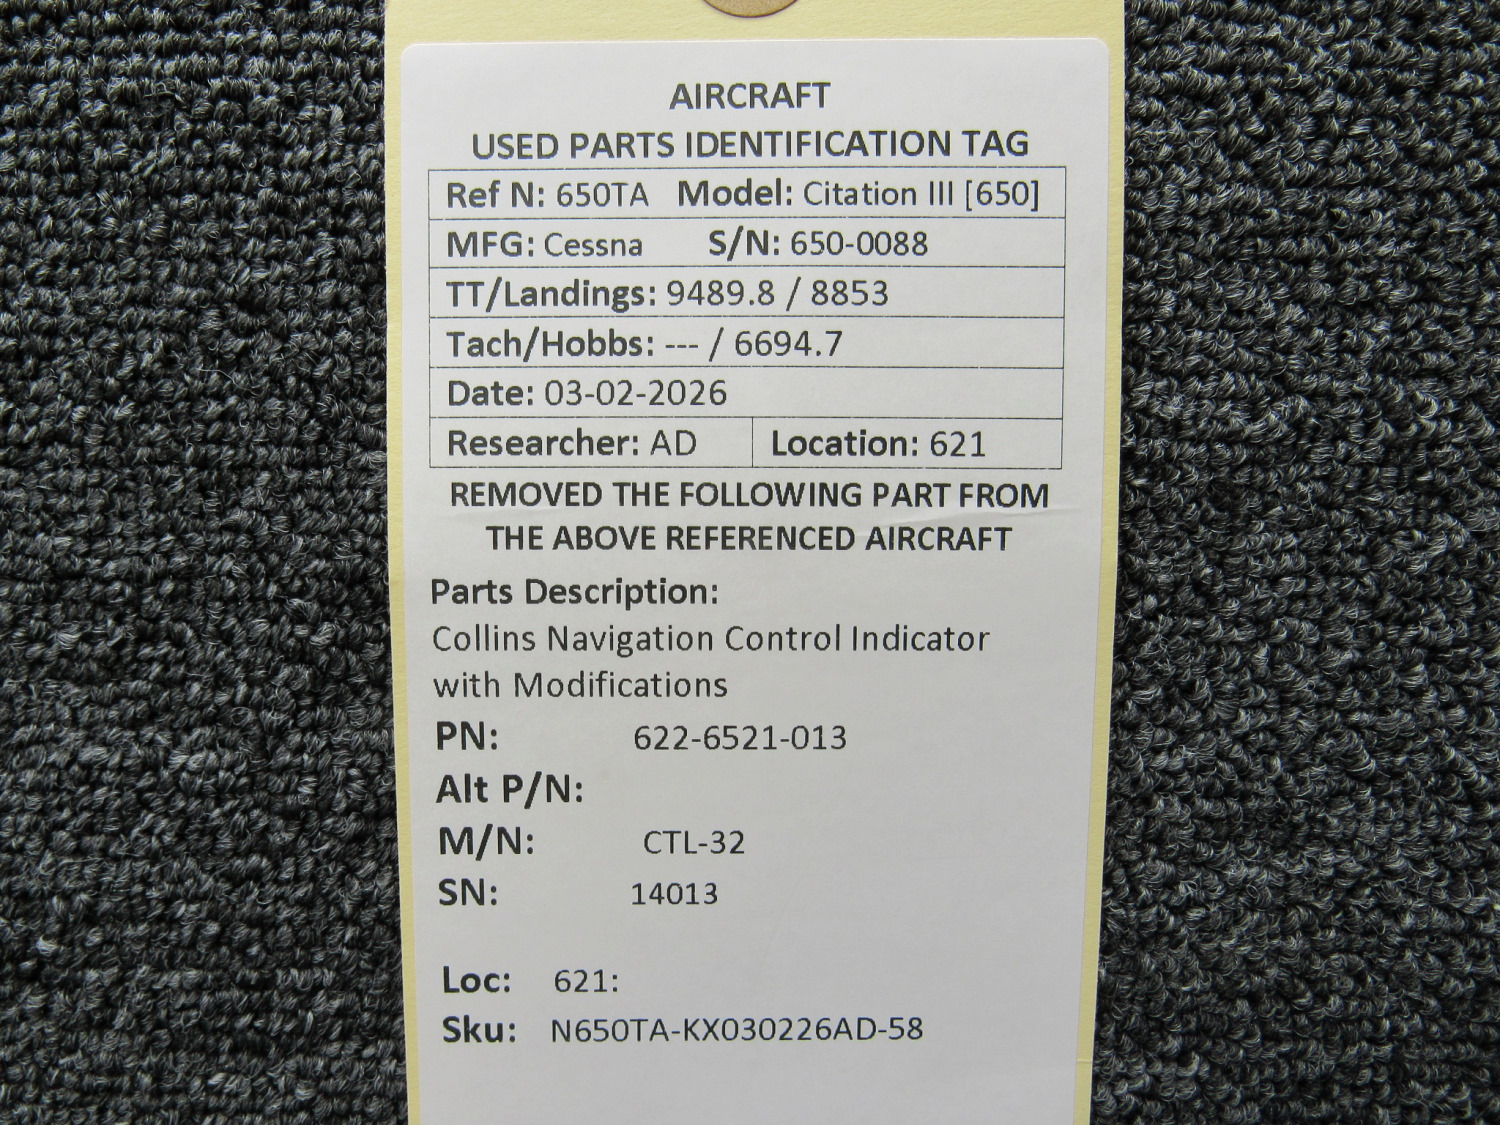 AIRCRAFT
USED PARTS IDENTIFICATION TAG
Ref N: 650TA Model: Citation III [650]
MFG: Cessna S/N: 650-0088
TT/Landings: 9489.8 / 8853
Tach/Hobbs: --- / 6694.7
Date: 03-02-2026
Researcher: AD Location: 621
REMOVED THE FOLLOWING PART FROM
THE ABOVE REFERENCED AIRCRAFT
Parts Description:
Collins Navigation Control Indicator
with Modifications
PN: 622-6521-013
Alt P/N:
M/N: CTL-32
SN: 14013
Loc: 621:
Sku: N650TA-KX030226AD-58